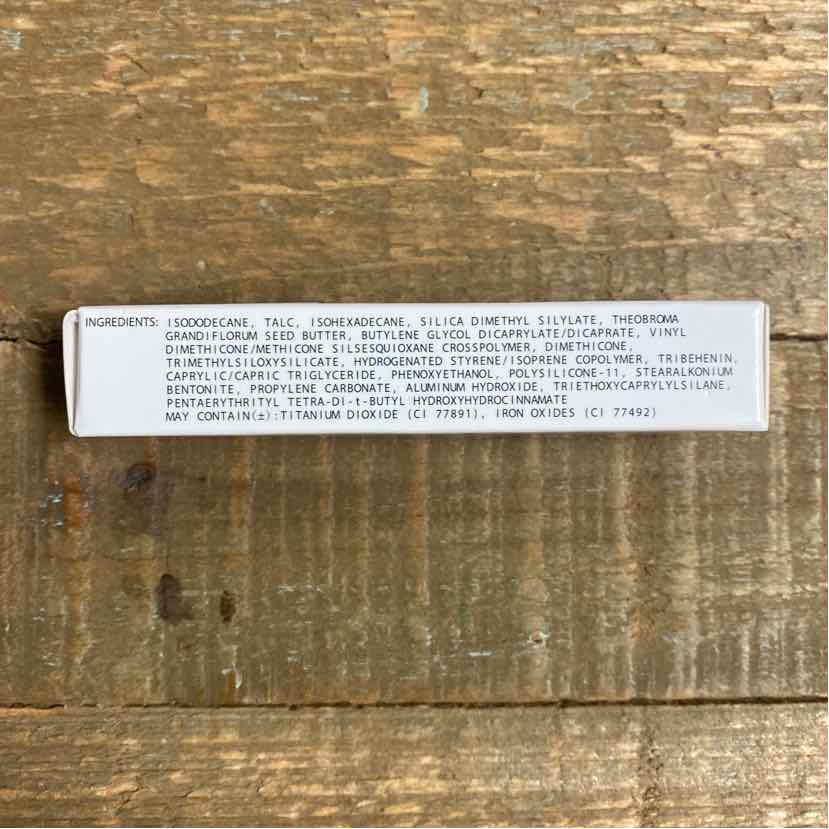 INGREDIENTS: ISODODECANE, TALC, ISOHEXADECANE, SILICA DIMETHYL SILYLATE, THEOBROMA
GRANDIFLORUM SEED BUTTER, BUTYLENE GLYCOL DICAPRYLATE/DICAPRATE, VINYL
DIMETHICONE/METHICONE SILSESQUIOXANE CROSSPOLYMER, DIMETHICONE,
TRIMETHYLSILOXYSILICATE, HYDROGENATED STYRENE/ISOPRENE COPOLYMER, TRIBEHENIN,
CAPRYLIC/CAPRIC TRIGLYCERIDE, PHENOXYETHANOL, POLYSILICONE-11, STEARALKONIUM
BENTONITE, PROPYLENE CARBONATE, ALUMINUM HYDROXIDE, TRIETHOXYCAPRYLYLSILANE,
PENTAERYTHRITYL TETRA-DI-t-BUTYL HYDROXYHYDROCINNAMATE
MAY CONTAIN(±):TITANIUM DIOXIDE (CI 77891), IRON OXIDES (CI 77492)